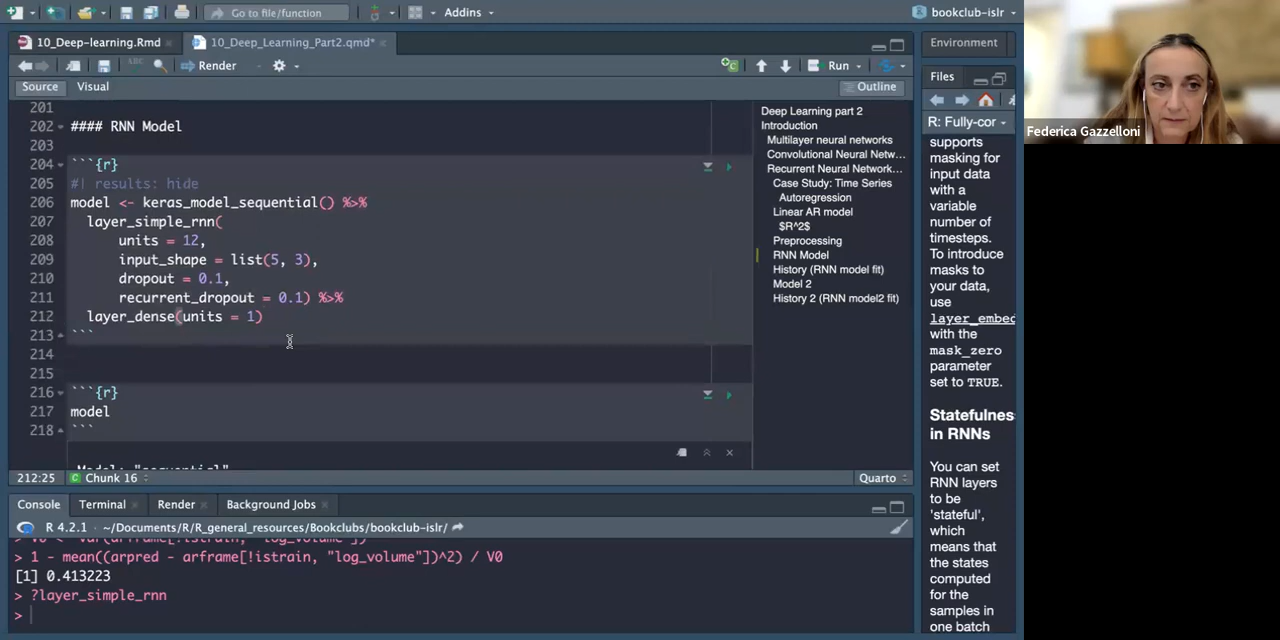 Go to file/function
Addins
bookclub-islr
10_Deep-learning.Rmd
10_Deep_Learning_Part2.qmd*
Render
Run
Source
Visual
Outline
201
202 #### RNN Model
203
204 ```{r}
205 #| results: hide
206 model <- keras_model_sequential() %>%
207 layer_simple_rnn(
208 units = 12,
209 input_shape = list(5, 3),
210 dropout = 0.1,
211 recurrent_dropout = 0.1) %>%
212 layer_dense(units = 1)
213 ```
214
215
216 ```{r}
217 model
218 ```
Model: "sequential"
Deep Learning part 2
Introduction
Multilayer neural networks
Convolutional Neural Netw...
Recurrent Neural Network...
Case Study: Time Series
Autoregression
Linear AR model
$R^2$
Preprocessing
RNN Model
History (RNN model fit)
Model 2
History 2 (RNN model2 fit)
212:25
Chunk 16
Quarto
Console
Terminal
Render
Background Jobs
R 4.2.1 · ~/Documents/R/R_general_resources/Bookclubs/bookclub-islr/
> V0 <- var(arframe[!istrain, "log_volume"])
> 1 - mean((arpred - arframe[!istrain, "log_volume"])^2) / V0
[1] 0.413223
> ?layer_simple_rnn
>
Environment
Files
R: Fully-cor
supports
masking for
input data
with a
variable
number of
timesteps.
To introduce
masks to
your data,
use
layer_embed
with the
mask_zero
parameter
set to TRUE.
Statefulness
in RNNs
You can set
RNN layers
to be
'stateful',
which
means that
the states
computed
for the
samples in
one batch
Federica Gazzelloni